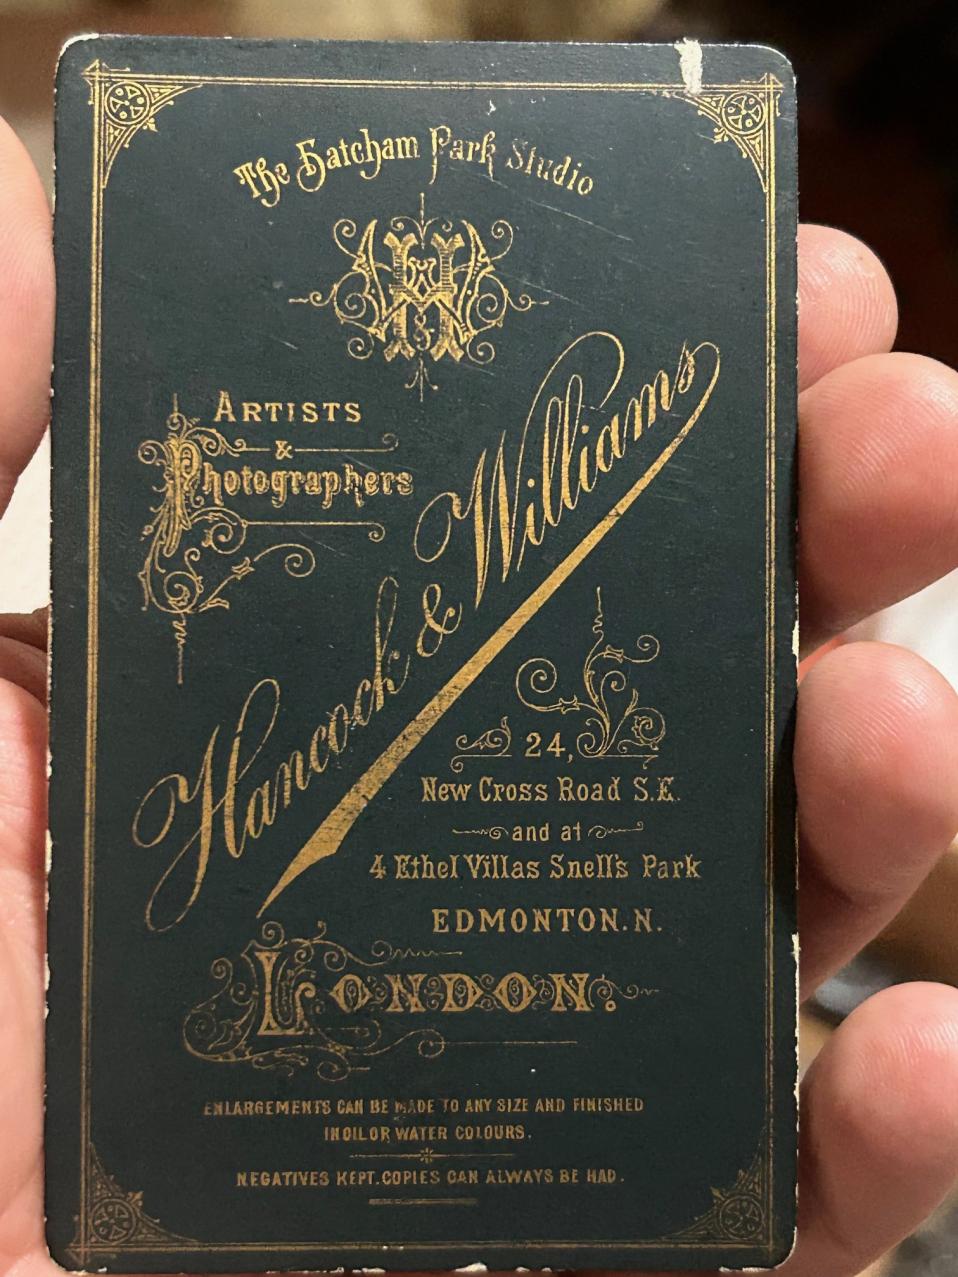 The Hatcham Park Studio
H & W
ARTISTS
&
Photographers
Hancock & Williams
24,
New Cross Road S.E.
and at
4 Ethel Villas Snell's Park
EDMONTON. N.
LONDON.
ENLARGEMENTS CAN BE MADE TO ANY SIZE AND FINISHED
IN OIL OR WATER COLOURS.
NEGATIVES KEPT. COPIES CAN ALWAYS BE HAD.